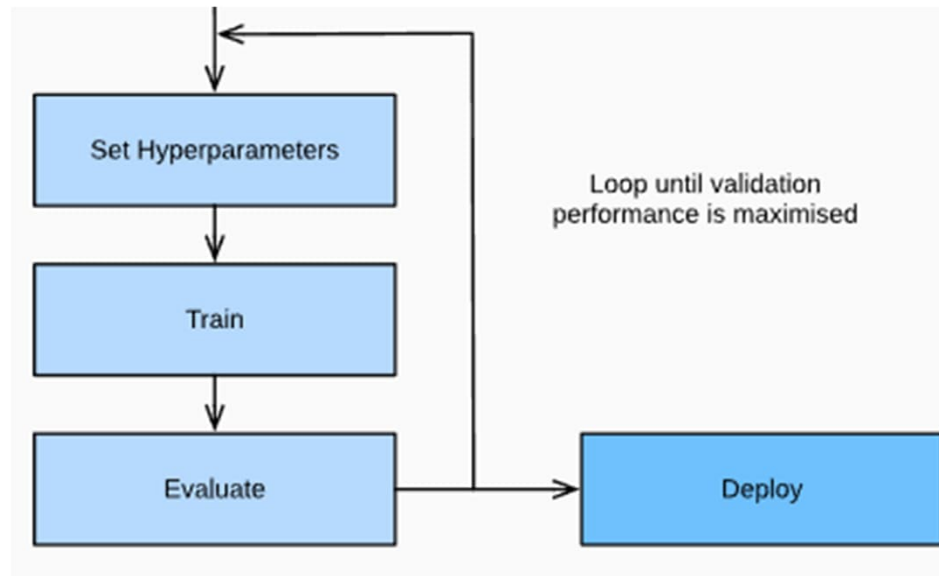 Set Hyperparameters
Loop until validation
performance is maximised
Train
Evaluate
Deploy